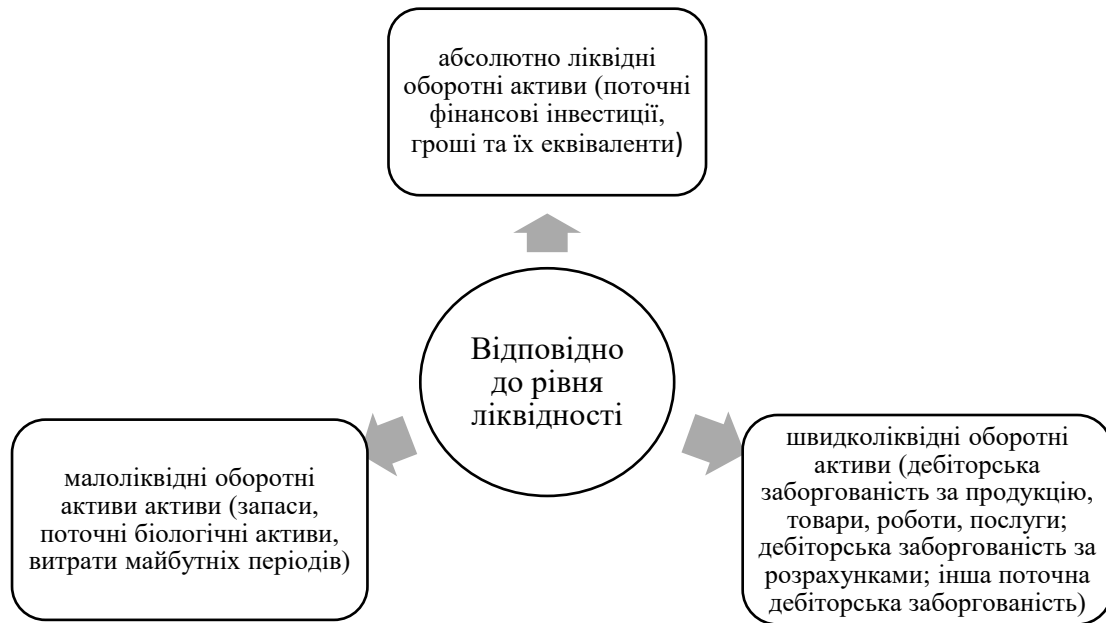 абсолютно ліквідні
оборотні активи (поточні
фінансові інвестиції,
гроші та їх еквіваленти)
Відповідно
до рівня
ліквідності
малоліквідні оборотні
активи активи (запаси,
поточні біологічні активи,
витрати майбутніх періодів)
швидколіквідні оборотні
активи (дебіторська
заборгованість за продукцію,
товари, роботи, послуги;
дебіторська заборгованість за
розрахунками; інша поточна
дебіторська заборгованість)